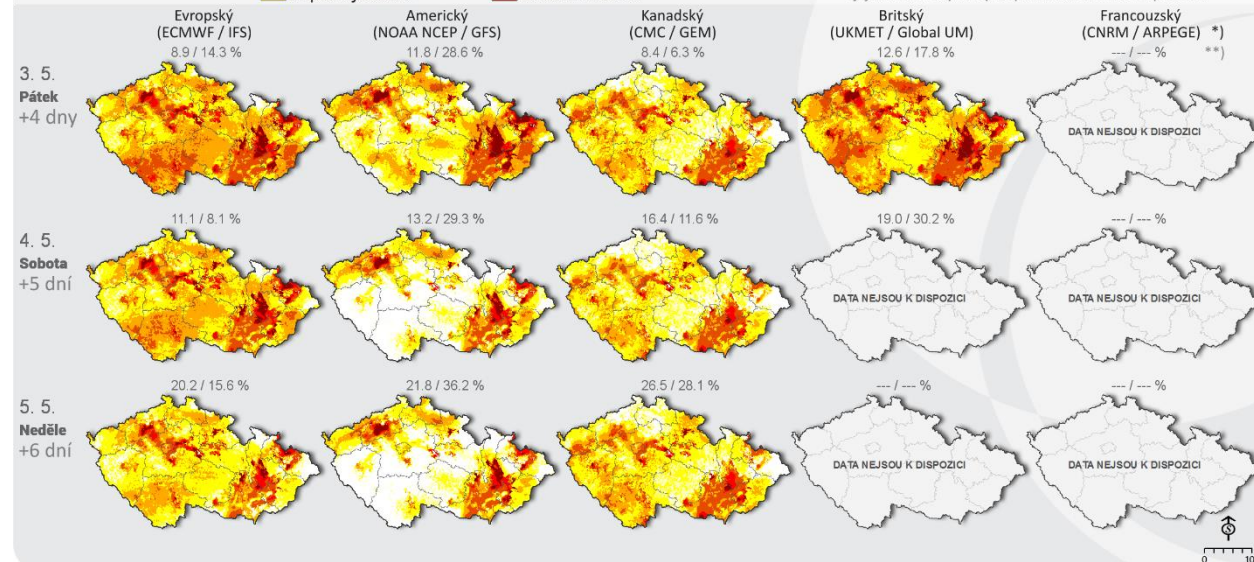 Evropský
(ECMWF / IFS)
Americký
(NOAA NCEP / GFS)
Kanadský
(CMC / GEM)
Britský
(UKMET / Global UM)
Francouzský
(CNRM / ARPEGE) *)
**)
3. 5.
Pátek
+4 dny
8.9 / 14.3 %
11.8 / 28.6 %
8.4 / 6.3 %
12.6 / 17.8 %
--- / --- %
DATA NEJSOU K DISPOZICI
4. 5.
Sobota
+5 dní
11.1 / 8.1 %
13.2 / 29.3 %
16.4 / 11.6 %
19.0 / 30.2 %
--- / --- %
DATA NEJSOU K DISPOZICI
DATA NEJSOU K DISPOZICI
5. 5.
Neděle
+6 dní
20.2 / 15.6 %
21.8 / 36.2 %
26.5 / 28.1 %
--- / --- %
--- / --- %
DATA NEJSOU K DISPOZICI
DATA NEJSOU K DISPOZICI
S
0